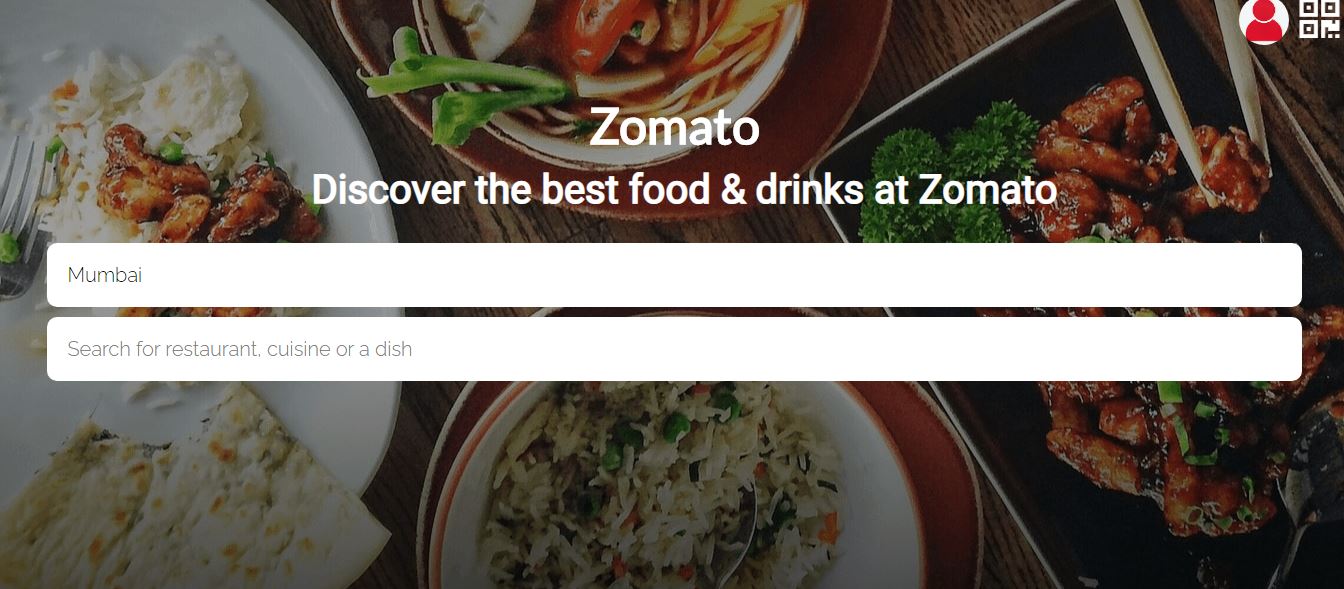 Zomato
Discover the best food & drinks at Zomato
Mumbai
Search for restaurant, cuisine or a dish